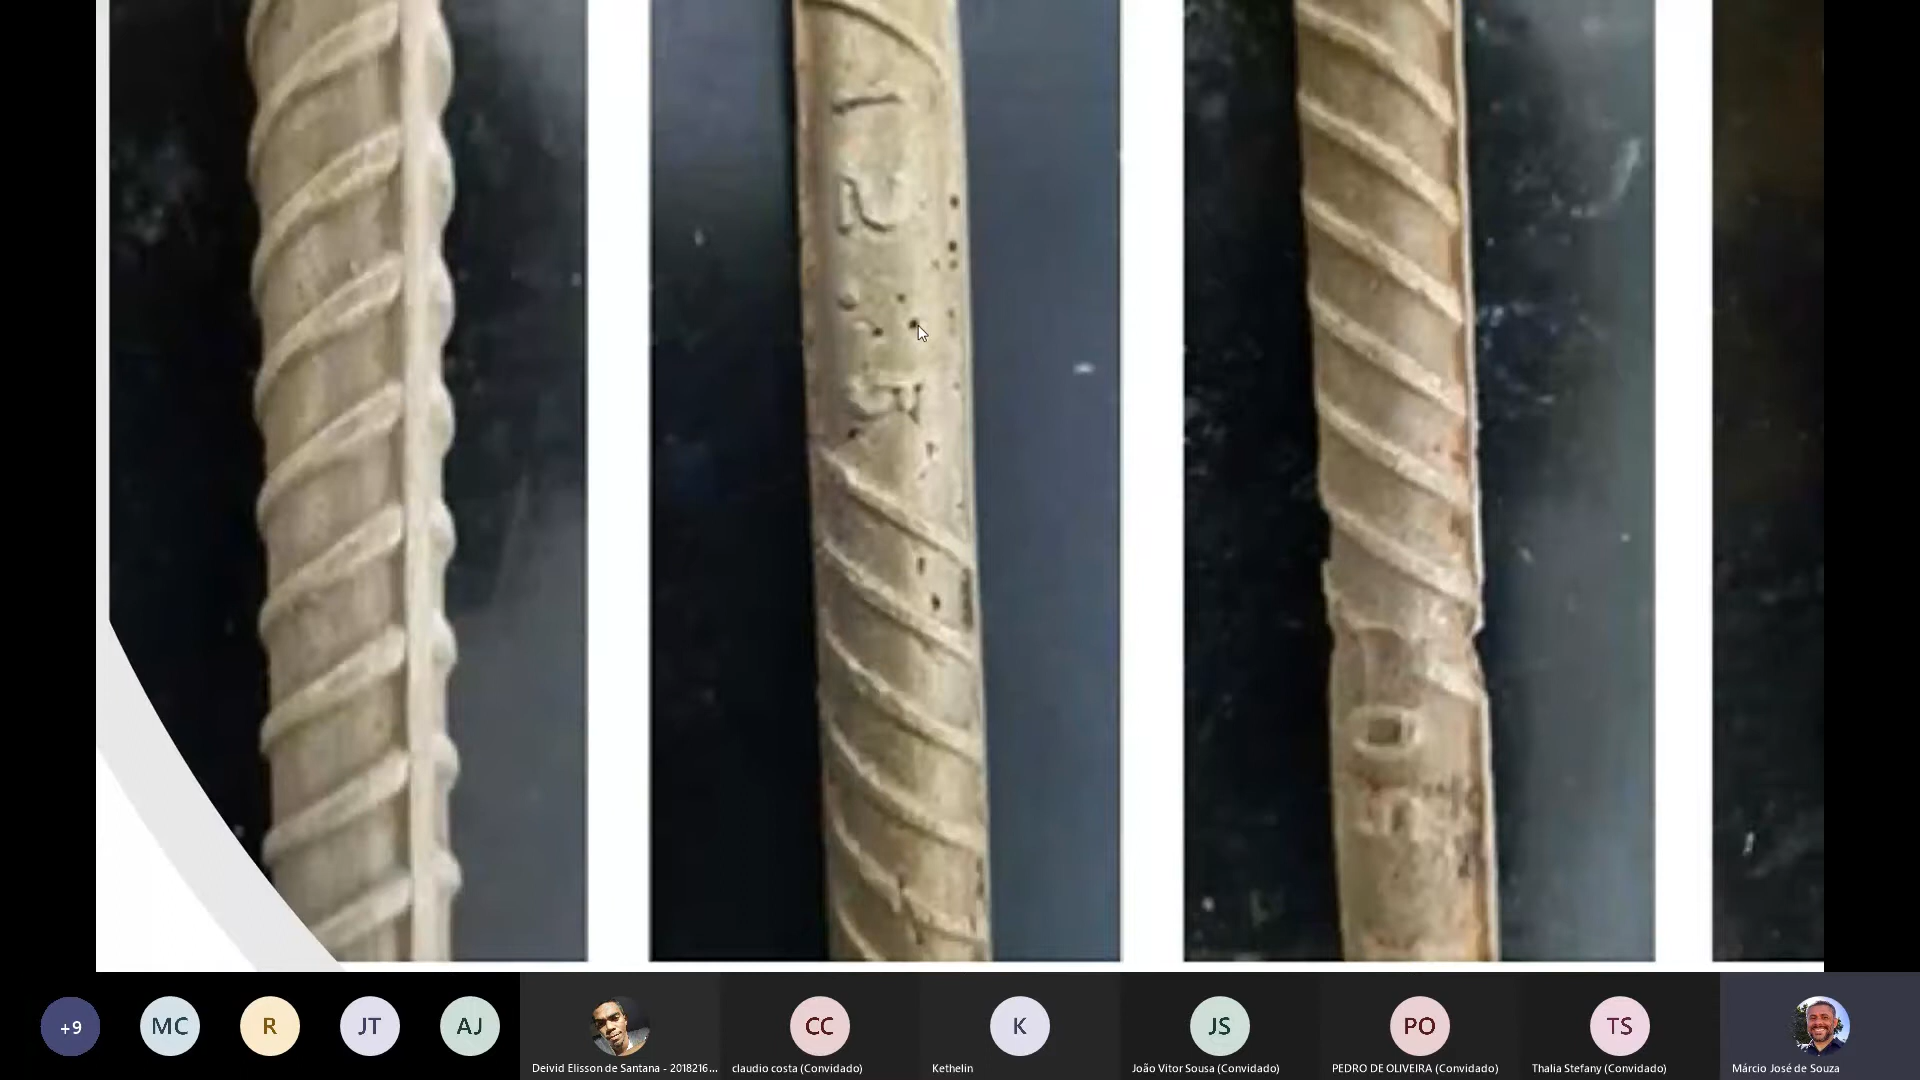 +9
MC
R
JT
AJ
CC
K
JS
PO
TS
Deivid Elisson de Santana - 2018216...
claudio costa (Convidado)
Kethelin
João Vitor Sousa (Convidado)
PEDRO DE OLIVEIRA (Convidado)
Thalia Stefany (Convidado)
Márcio José de Souza